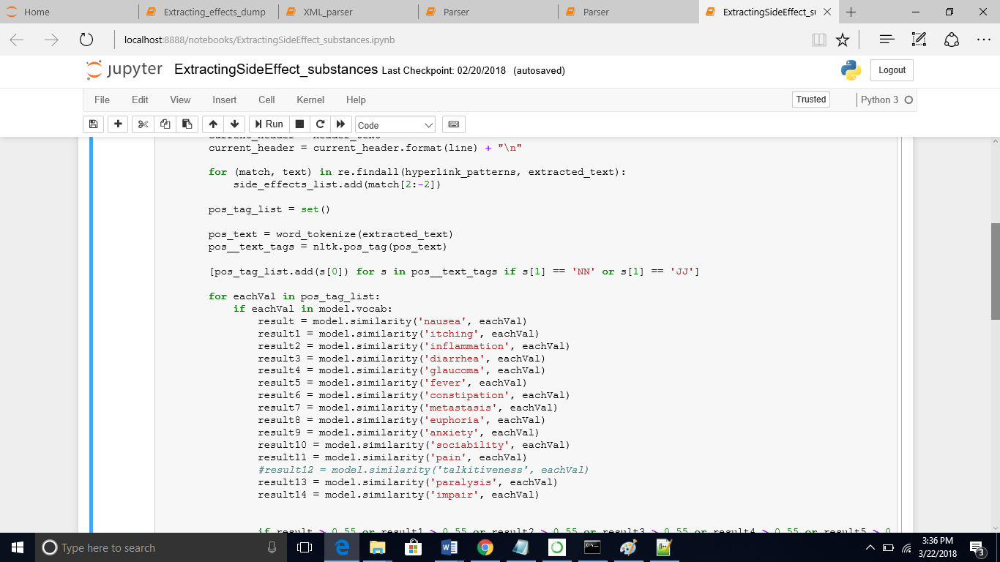 Home
Extracting_effects_dump
XML_parser
Parser
Parser
ExtractingSideEffect_su
localhost:8888/notebooks/ExtractingSideEffect_substances.ipynb
jupyter ExtractingSideEffect_substances Last Checkpoint: 02/20/2018 (autosaved)
Logout
File Edit View Insert Cell Kernel Help
Trusted
Python 3
Run
Code
current_header = header_text
current_header = current_header.format(line) + "\n"
for (match, text) in re.findall(hyperlink_patterns, extracted_text):
side_effects_list.add(match[2:-2])
pos_tag_list = set()
pos_text = word_tokenize(extracted_text)
pos__text_tags = nltk.pos_tag(pos_text)
[pos_tag_list.add(s[0]) for s in pos__text_tags if s[1] == 'NN' or s[1] == 'JJ']
for eachVal in pos_tag_list:
if eachVal in model.vocab:
result = model.similarity('nausea', eachVal)
result1 = model.similarity('itching', eachVal)
result2 = model.similarity('inflammation', eachVal)
result3 = model.similarity('diarrhea', eachVal)
result4 = model.similarity('glaucoma', eachVal)
result5 = model.similarity('fever', eachVal)
result6 = model.similarity('constipation', eachVal)
result7 = model.similarity('metastasis', eachVal)
result8 = model.similarity('euphoria', eachVal)
result9 = model.similarity('anxiety', eachVal)
result10 = model.similarity('sociability', eachVal)
result11 = model.similarity('pain', eachVal)
#result12 = model.similarity('talkitiveness', eachVal)
result13 = model.similarity('paralysis', eachVal)
result14 = model.similarity('impair', eachVal)
if result > 0.55 or result1 > 0.55 or result2 > 0.55 or result3 > 0.55 or result4 > 0.55 or result5 > 0
Type here to search
3:36 PM
3/22/2018
3